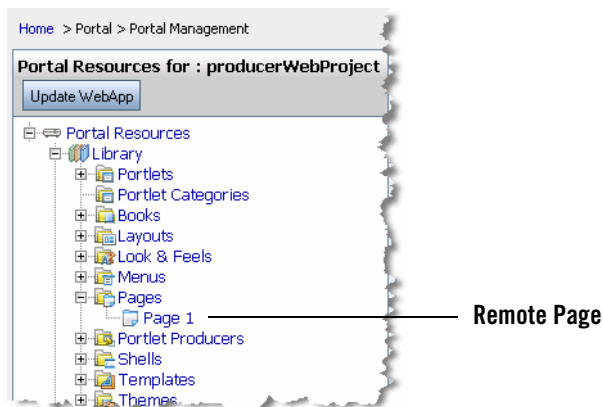 Home > Portal > Portal Management
Portal Resources for : producerWebProject
Update WebApp
Portal Resources
Library
Portlets
Portlet Categories
Books
Layouts
Look & Feels
Menus
Pages
Page 1
Remote Page
Portlet Producers
Shells
Templates
Themes